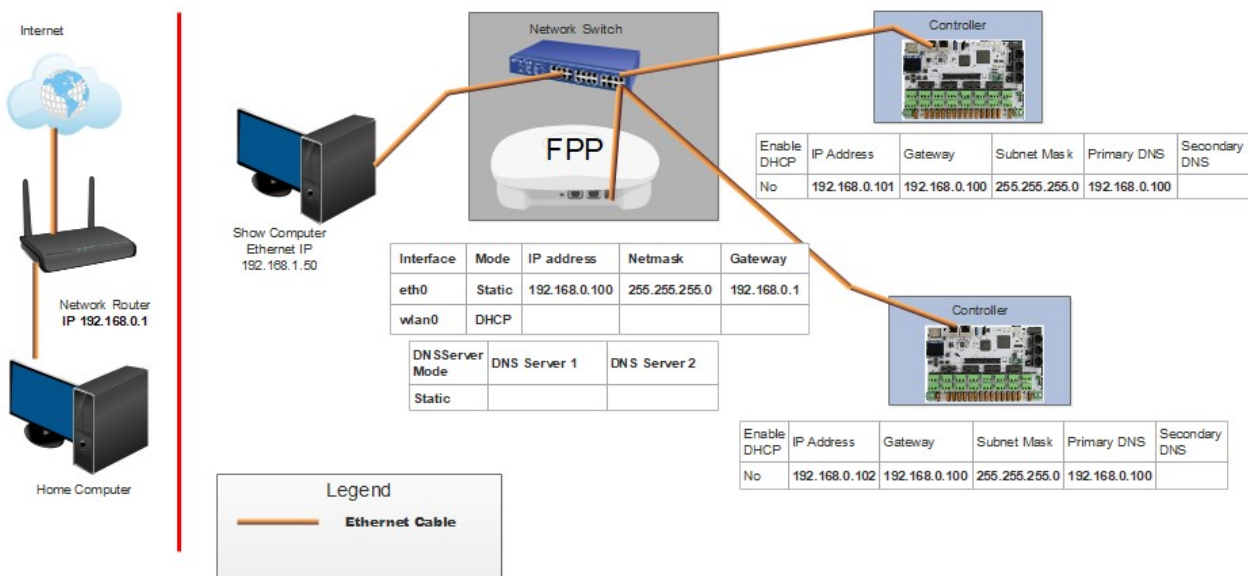 Internet
Network Router
IP 192.168.0.1
Home Computer
Show Computer
Ethernet IP
192.168.1.50
Network Switch
FPP
Interface Mode IP address Netmask Gateway
eth0 Static 192.168.0.100 255.255.255.0 192.168.0.1
wlan0 DHCP
DNSServer
Mode DNS Server 1 DNS Server 2
Static
Legend
Ethernet Cable
Controller
Enable
DHCP IP Address Gateway Subnet Mask Primary DNS Secondary
DNS
No 192.168.0.101 192.168.0.100 255.255.255.0 192.168.0.100
Controller
Enable
DHCP IP Address Gateway Subnet Mask Primary DNS Secondary
DNS
No 192.168.0.102 192.168.0.100 255.255.255.0 192.168.0.100